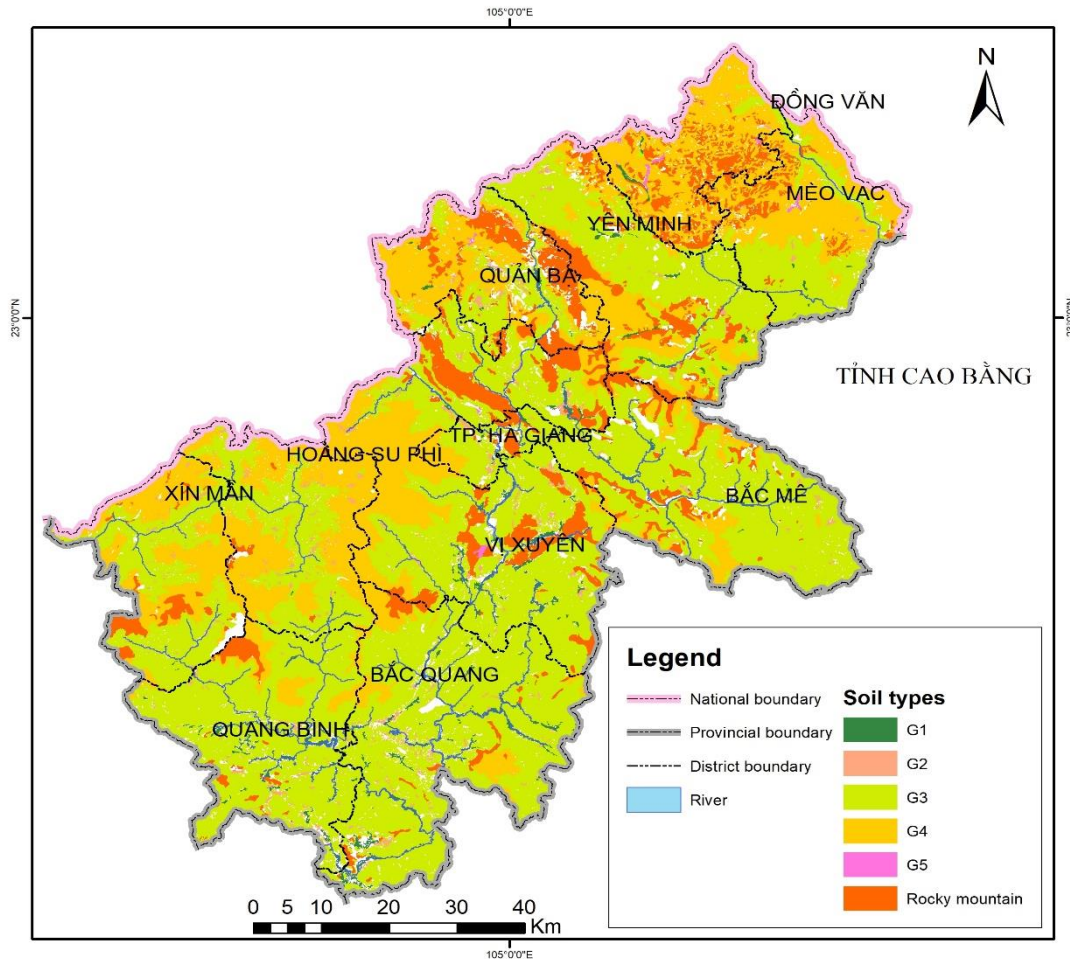 105°0'0"E
N
ĐỒNG VĂN
MÈO VẠC
YÊN MINH
QUẢN BẠ
23°0'0"N
23°0'0"N
TỈNH CAO BẰNG
TP. HÀ GIANG
HOÀNG SU PHÌ
XÍN MẦN
BẮC MÊ
VỊ XUYÊN
BẮC QUANG
QUANG BÌNH
Legend
National boundary
Provincial boundary
District boundary
River
Soil types
G1
G2
G3
G4
G5
Rocky mountain
0 5 10 20 30 40
Km
105°0'0"E